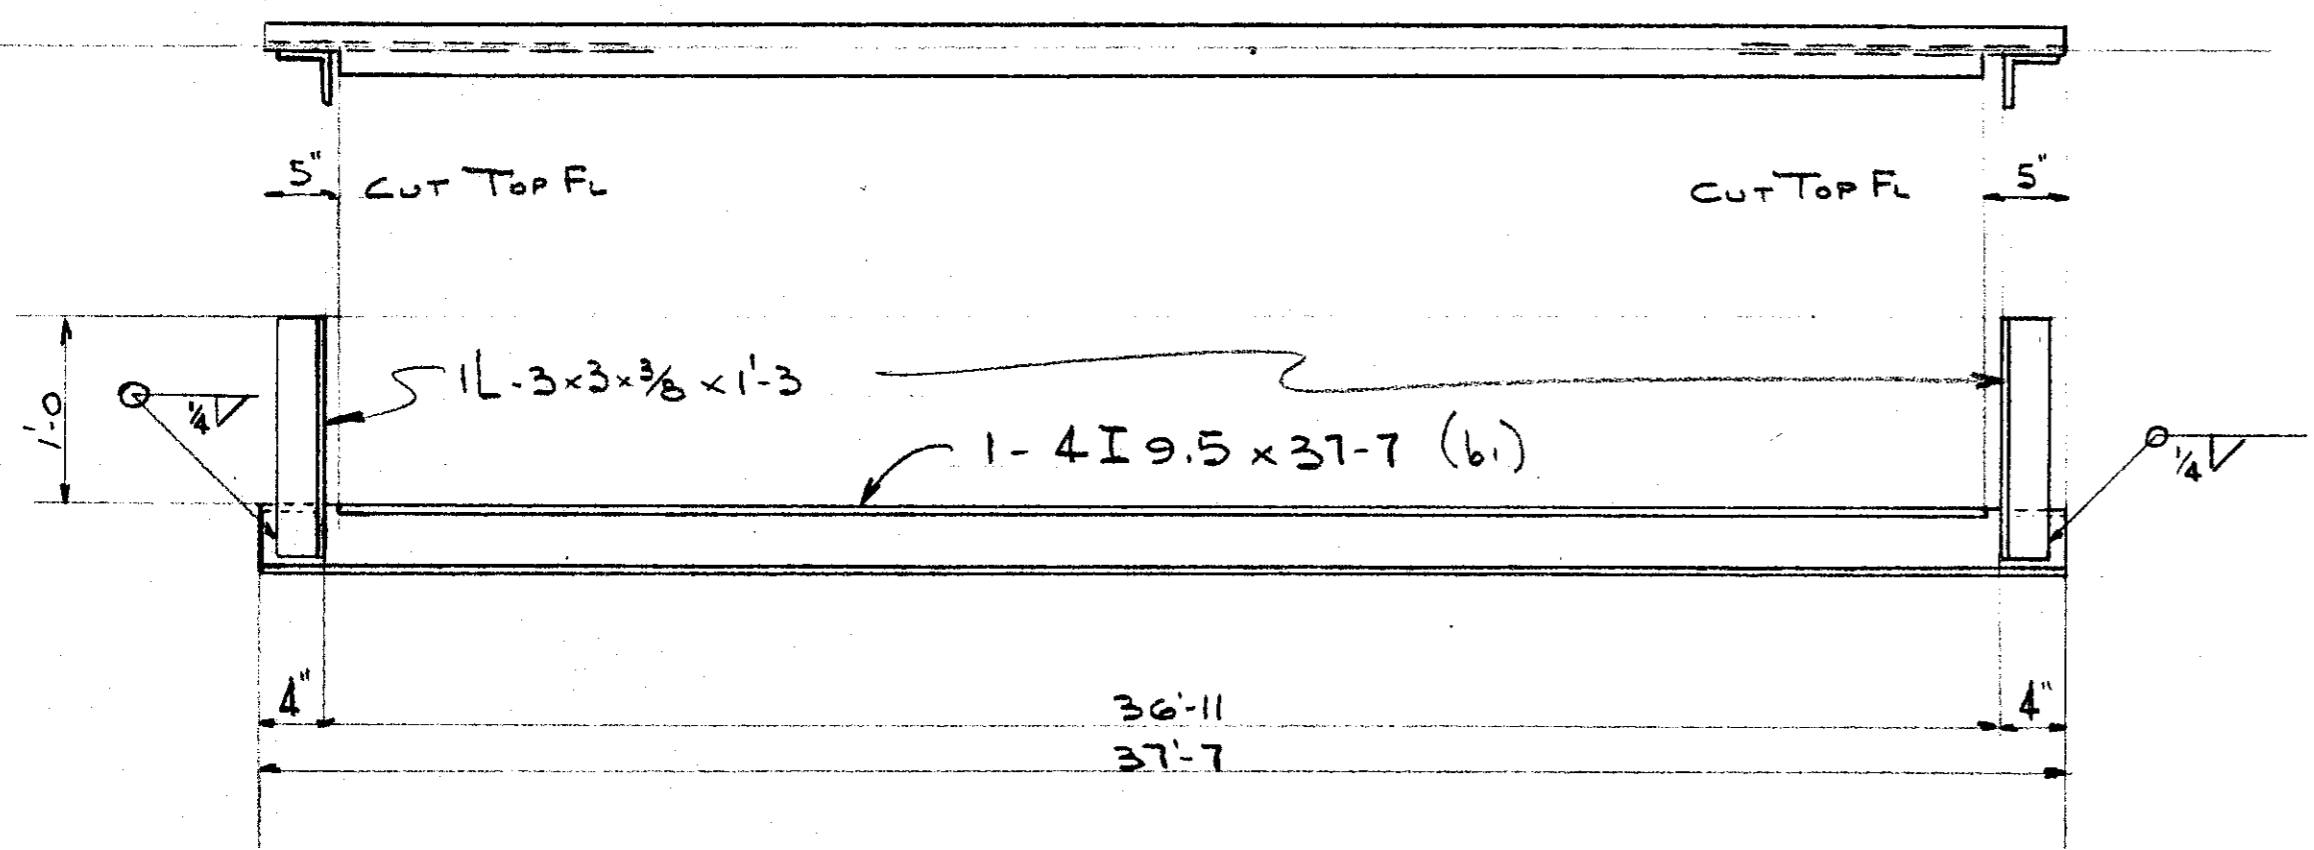 5" CUT TOP FL
CUT TOP FL 5"
1L-3×3×3/8×1'-3
1'-0
1/4
1-4I9.5×37-7 (b1)
1/4
4"
36'-11
4"
37'-7